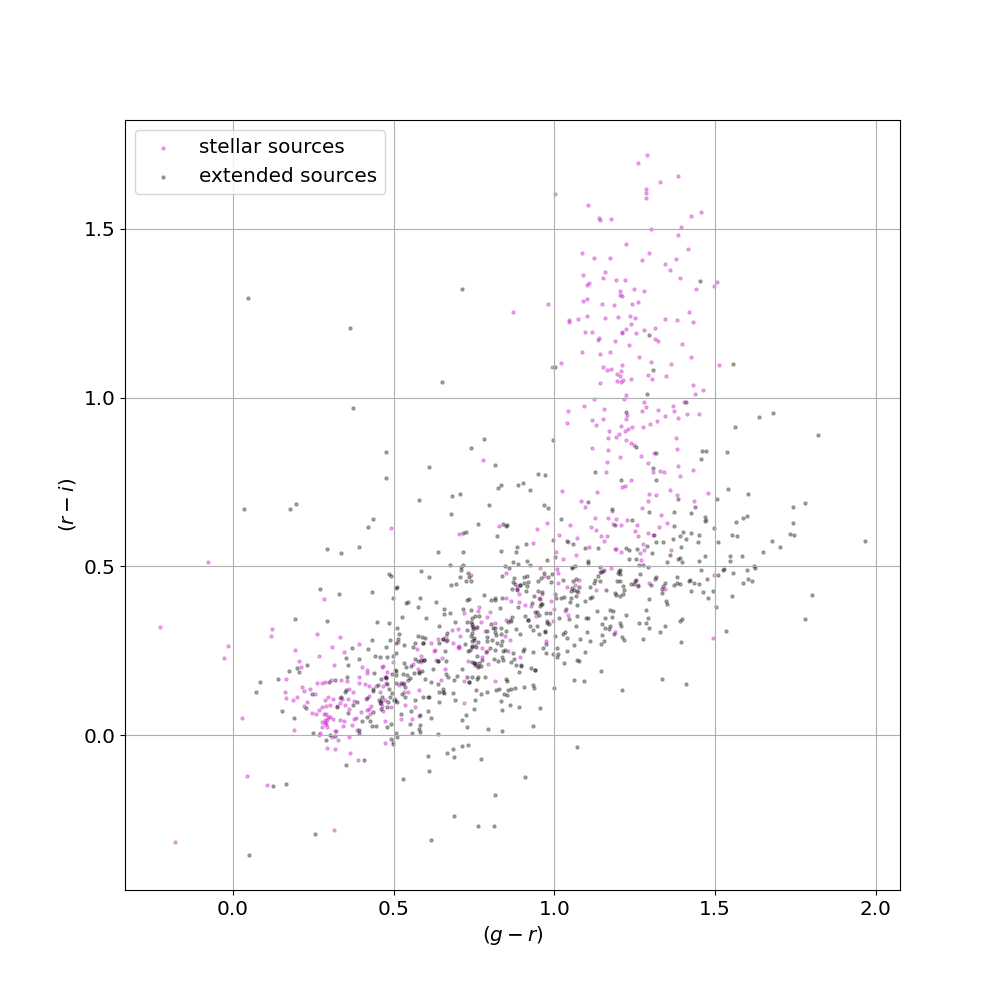 stellar sources
extended sources
1.5
1.0
0.5
0.0
(r − i)
0.0 0.5 1.0 1.5 2.0
(g − r)